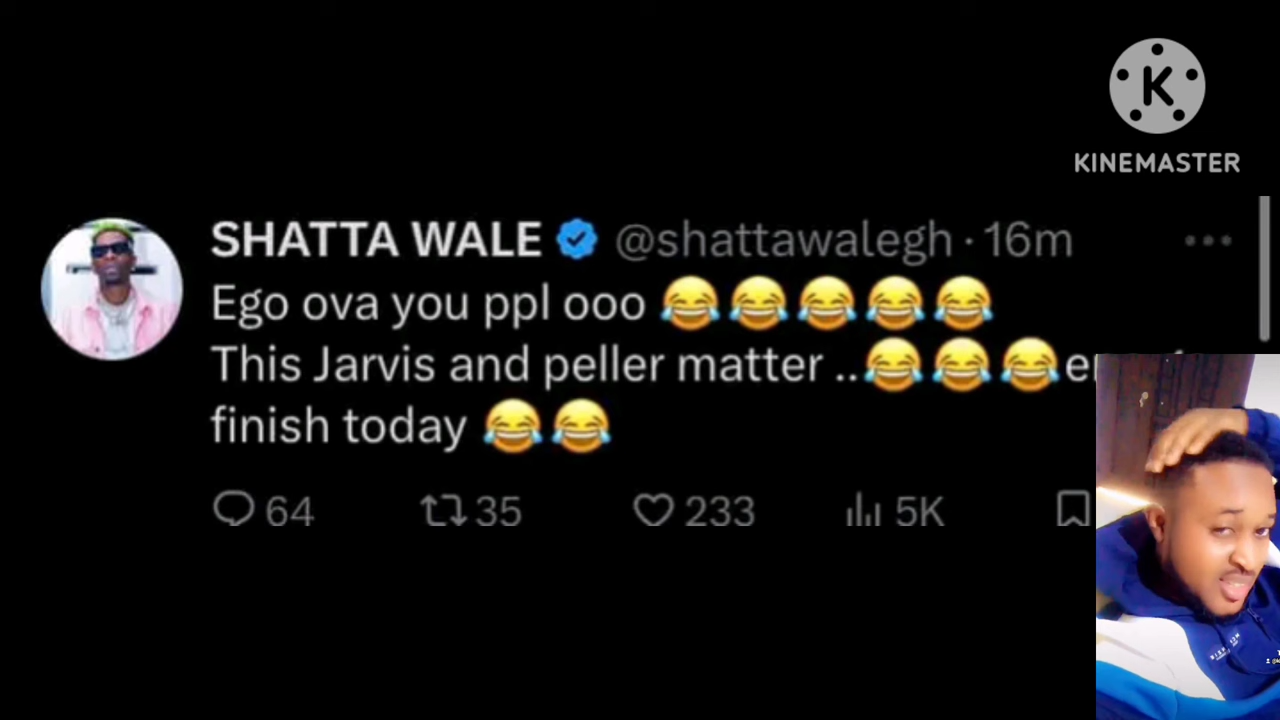 K
KINEMASTER
SHATTA WALE @shattawalegh · 16m
Ego ova you ppl ooo 😂😂😂😂😂
This Jarvis and peller matter ..😂😂😂
finish today 😂😂
64 35 233 5K